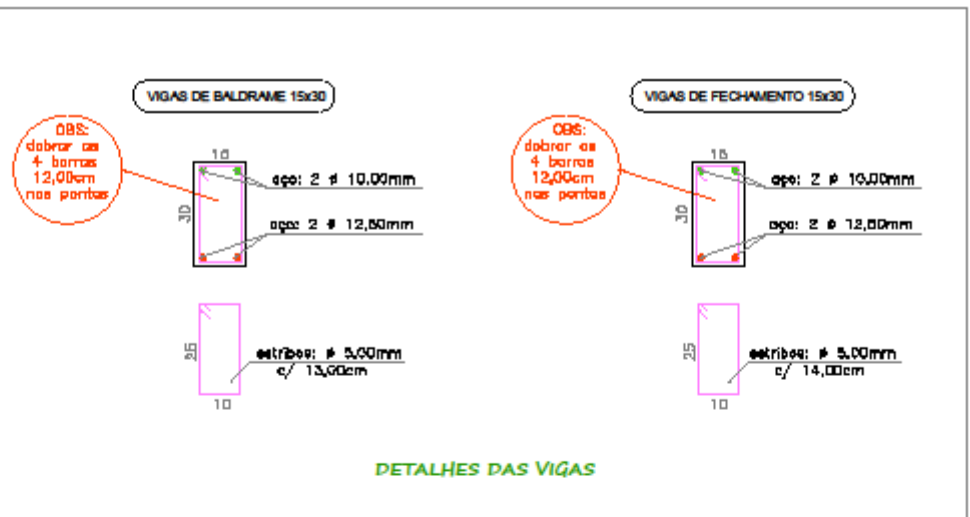 VIGAS DE BALDRAME 15x30
OBS:
dobrar as
4 barras
12,00cm
nas pontas
15
30
aço: 2 ø 10,00mm
aço: 2 ø 12,50mm
25
estribos: ø 5.00mm
c/ 13,00cm
10
VIGAS DE FECHAMENTO 15x30
OBS:
dobrar as
4 barras
12,00cm
nas pontas
15
30
aço: 2 ø 10,00mm
aço: 2 ø 12,50mm
25
estribos: ø 5.00mm
c/ 14,00cm
10
DETALHES DAS VIGAS